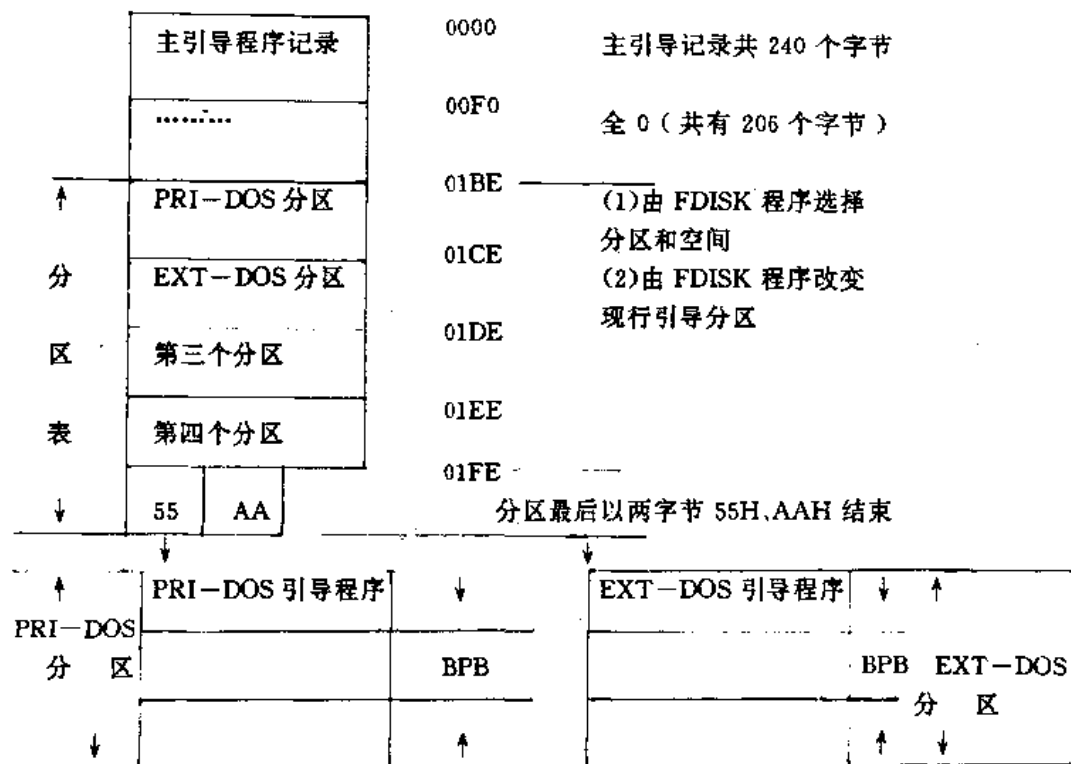 主引导程序记录 0000 主引导记录共 240 个字节
......... 00F0 全 0（共有 206 个字节）
01BE
PRI-DOS 分区 (1)由 FDISK 程序选择
分区和空间
01CE
分 EXT-DOS 分区 (2)由 FDISK 程序改变
现行引导分区
01DE
区 第三个分区
01EE
表 第四个分区
01FE
55 AA 分区最后以两字节 55H、AAH 结束
PRI-DOS 引导程序 EXT-DOS 引导程序
PRI-DOS
分 区 BPB BPB EXT-DOS
分 区